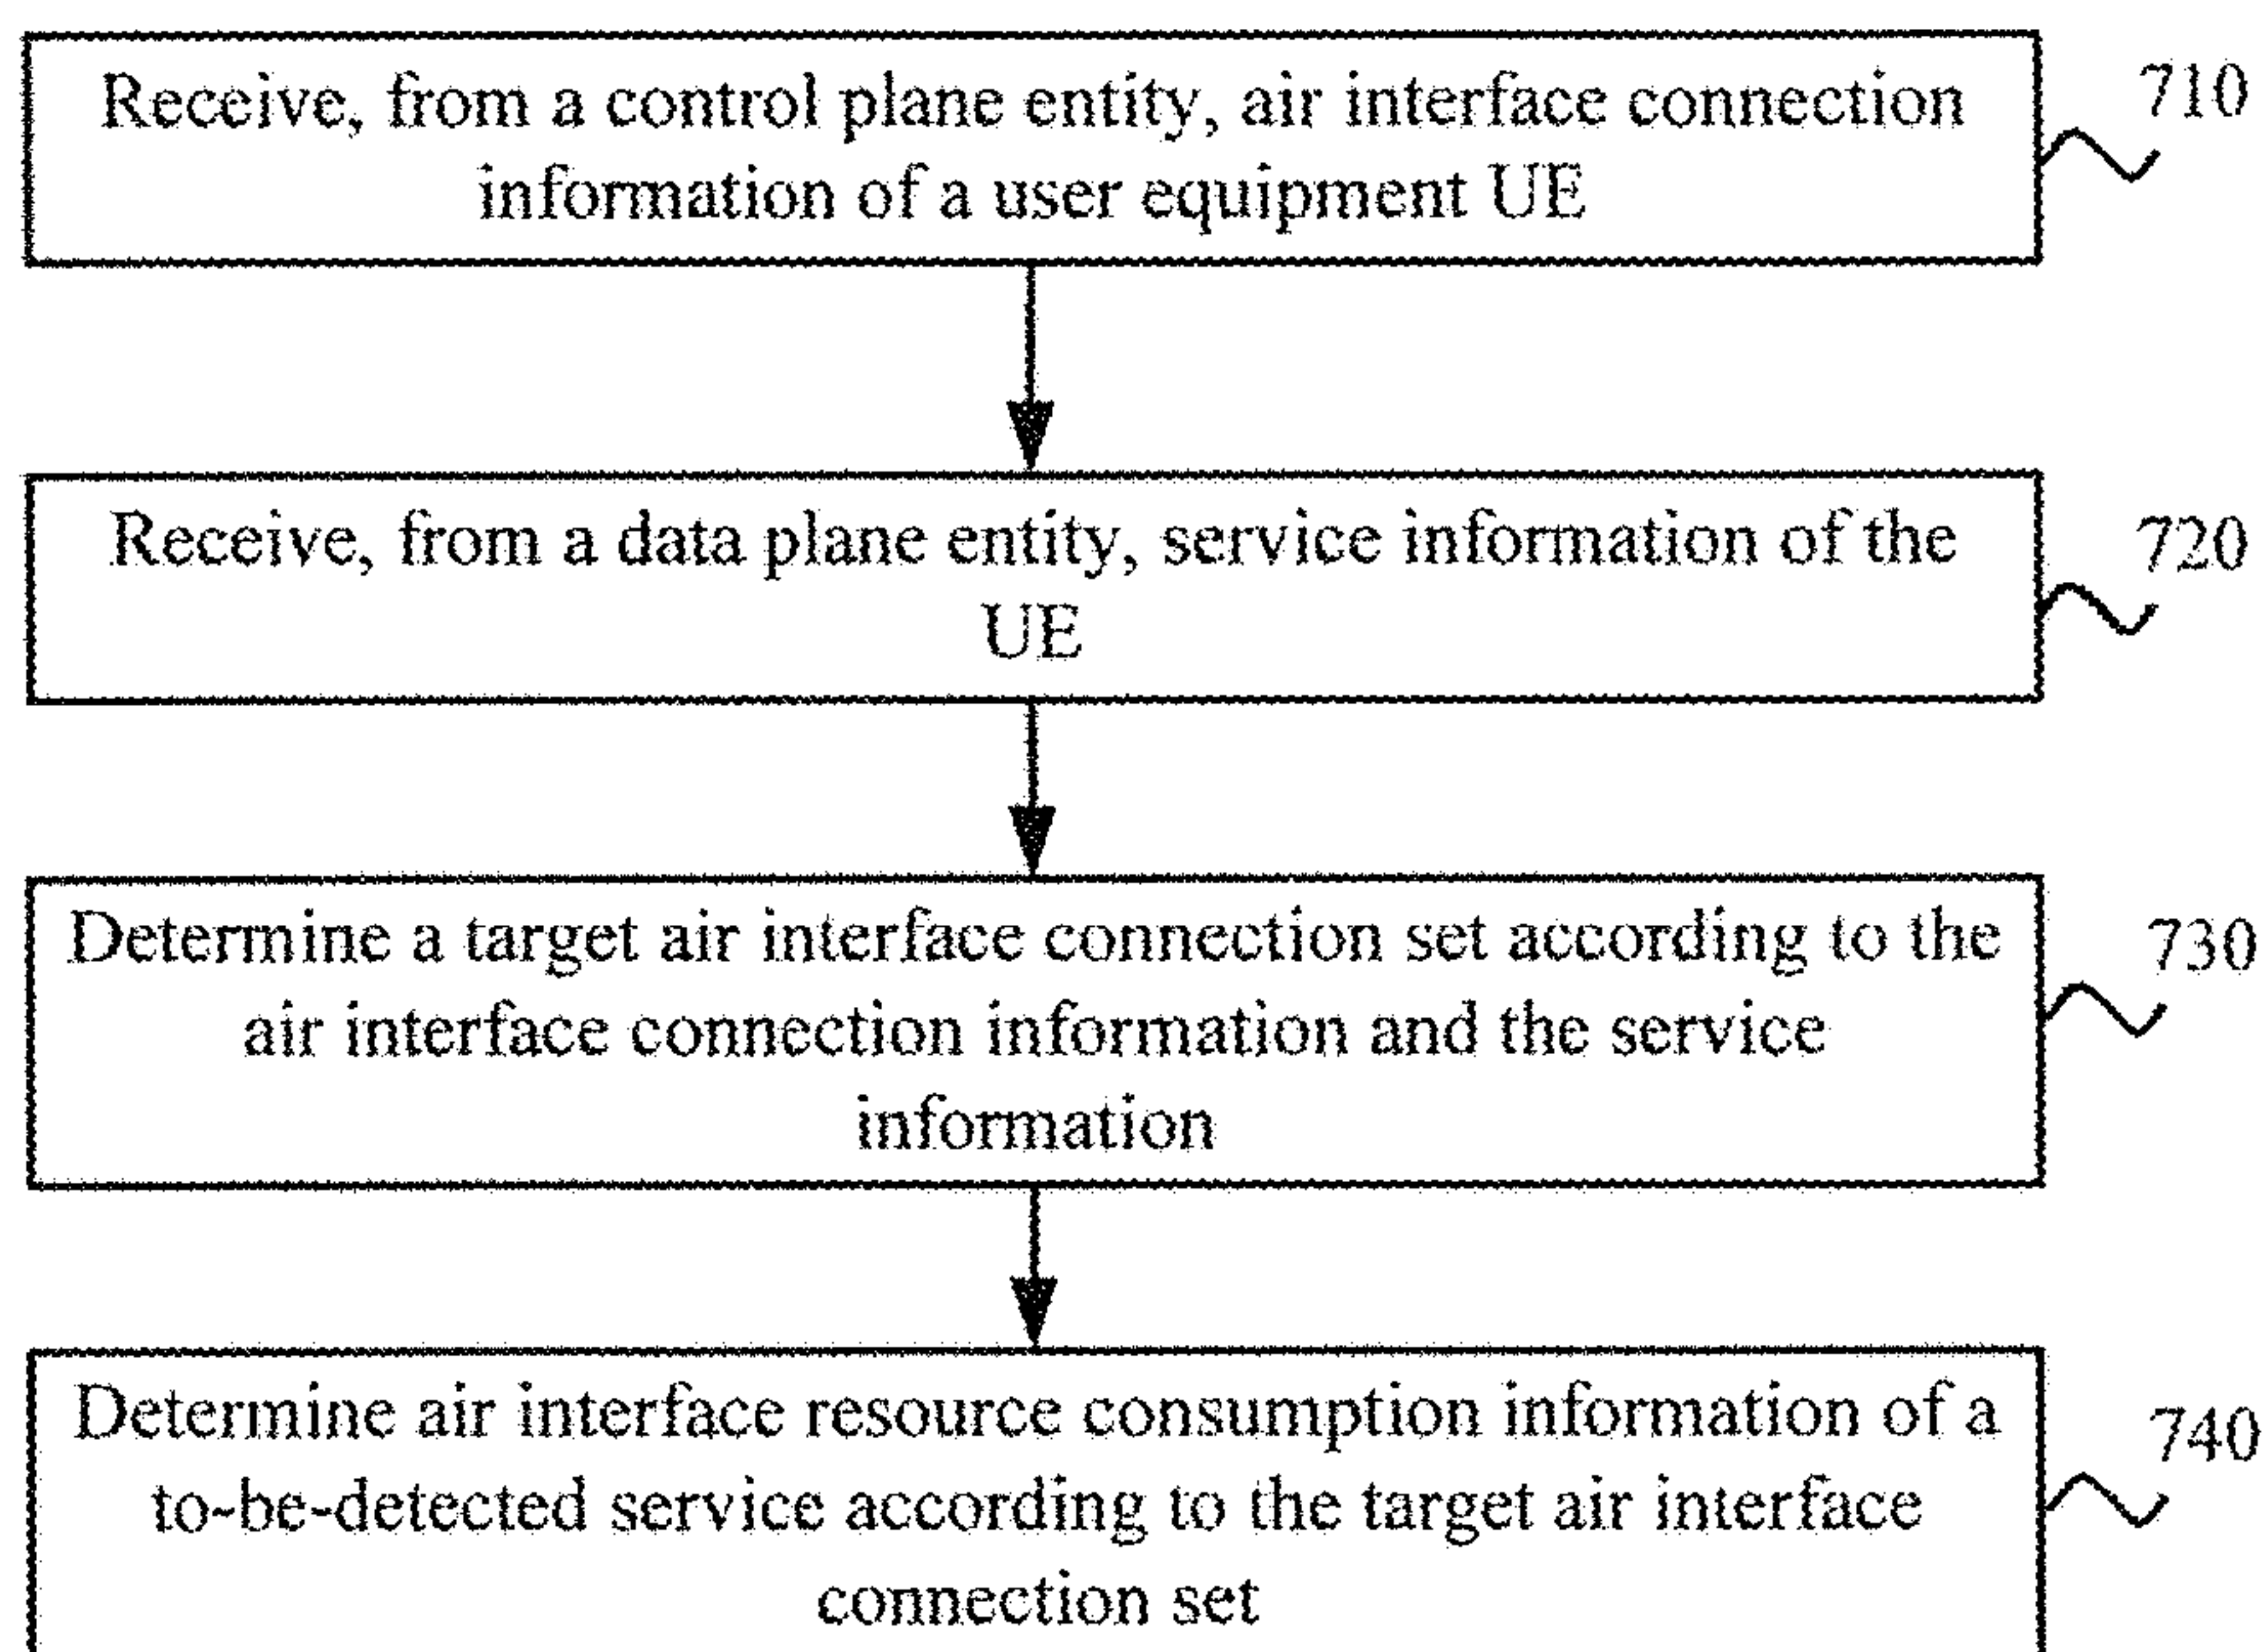 Receive, from a control plane entity, air interface connection
information of a user equipment UE
710
Receive, from a data plane entity, service information of the
UE
720
Determine a target air interface connection set according to the
air interface connection information and the service
information
730
Determine air interface resource consumption information of a
to-be-detected service according to the target air interface
connection set
740